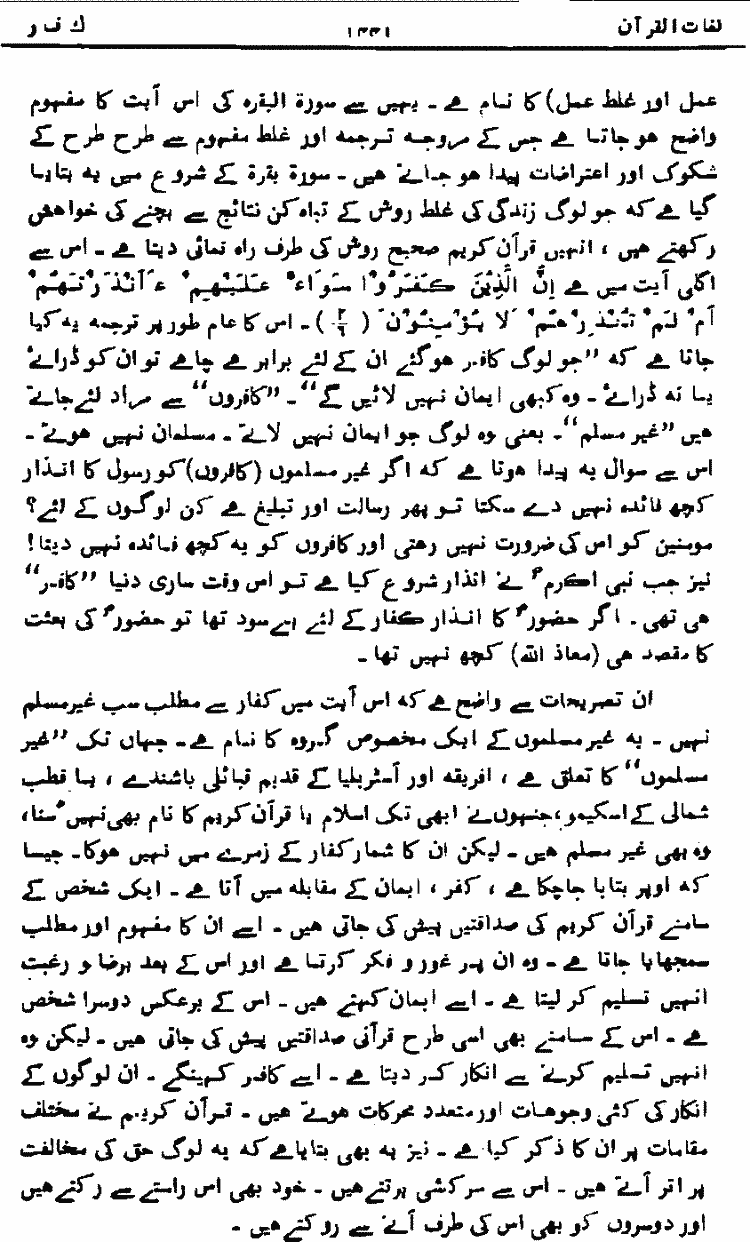 لغات القرآن ۱۴۴۱ ک ف ر
عمل اور غلط عمل) کا نام ہے ۔ یہیں سے سورۃ البقرہ کی اس آیت کا مفہوم
واضح ہو جاتا ہے جس کے مروجہ ترجمہ اور غلط مفہوم سے طرح طرح کے
شکوک اور اعتراضات پیدا ہو جاتے ہیں ۔ سورۃ بقرۃ کے شروع میں یہ بتایا
گیا ہے کہ جو لوگ زندگی کی غلط روش کے تباہ کن نتائج سے بچنے کی خواہش
رکھتے ہیں ، انہیں قرآن کریم صحیح روش کی طرف راہ نمائی دیتا ہے ۔ اس سے
اگلی آیت میں ہے اِنَّ الَّذِیْنَ کَفَرُوْا سَوَآءٌ عَلَیْهِمْ ءَاَنْذَرْتَهُمْ
اَمْ لَمْ تُنْذِرْهُمْ لَا یُؤْمِنُوْنَ (۲/۶) ۔ اس کا عام طور پر ترجمہ یہ کیا
جاتا ہے کہ ”جو لوگ کافر ہوگئے ان کے لئے برابر ہے چاہے تو ان کو ڈرائے
یا نہ ڈرائے ۔ وہ کبھی ایمان نہیں لائیں گے“ ۔ ”کافروں“ سے مراد لئے جاتے
ہیں ”غیر مسلم“ ۔ یعنی وہ لوگ جو ایمان نہیں لاتے ۔ مسلمان نہیں ہوتے ۔
اس سے سوال یہ پیدا ہوتا ہے کہ اگر غیر مسلموں (کافروں) کو رسول کا انذار
کچھ فائدہ نہیں دے سکتا تو پھر رسالت اور تبلیغ ہے کن لوگوں کے لئے؟
مومنین کو اس کی ضرورت نہیں رہتی اور کافروں کو یہ کچھ فائدہ نہیں دیتا!
نیز جب نبی اکرمؐ نے انذار شروع کیا ہے تو اس وقت ساری دنیا ”کافر“
ہی تھی ۔ اگر حضورؐ کا انذار کفار کے لئے بے سود تھا تو حضورؐ کی بعثت
کا مقصد ہی (معاذ اللہ) کچھ نہیں تھا ۔
ان تصریحات سے واضح ہے کہ اس آیت میں کفار سے مطلب سب غیر مسلم
نہیں ۔ یہ غیر مسلموں کے ایک مخصوص گروہ کا نام ہے ۔ جہاں تک ”غیر
مسلموں“ کا تعلق ہے ، افریقہ اور آسٹریلیا کے قدیم قبائلی باشندے ، یا قطب
شمالی کے اسکیمو ، جنہوں نے ابھی تک اسلام یا قرآن کریم کا نام بھی نہیں سنا،
وہ بھی غیر مسلم ہیں ۔ لیکن ان کا شمار کفار کے زمرے میں نہیں ہوگا ۔ جیسا
کہ اوپر بتایا جاچکا ہے ، کفر ، ایمان کے مقابلہ میں آتا ہے ۔ ایک شخص کے
سامنے قرآن کریم کی صداقتیں پیش کی جاتی ہیں ۔ اسے ان کا مفہوم اور مطلب
سمجھایا جاتا ہے ۔ وہ ان پر غور و فکر کرتا ہے اور اس کے بعد برضا و رغبت
انہیں تسلیم کر لیتا ہے ۔ اسے ایمان کہتے ہیں ۔ اس کے برعکس دوسرا شخص
ہے ۔ اس کے سامنے بھی اسی طرح قرآنی صداقتیں پیش کی جاتی ہیں ۔ لیکن وہ
انہیں تسلیم کرنے سے انکار کر دیتا ہے ۔ اسے کافر کہینگے ۔ ان لوگوں کے
انکار کی کئی وجوہات اور متعدد محرکات ہوتے ہیں ۔ قرآن کریم نے مختلف
مقامات پر ان کا ذکر کیا ہے ۔ نیز یہ بھی بتایا ہے کہ یہ لوگ حق کی مخالفت
پر اتر آتے ہیں ۔ اس سے سرکشی برتتے ہیں ۔ خود بھی اس راستے سے رکتے ہیں
اور دوسروں کو بھی اس کی طرف آنے سے روکتے ہیں ۔